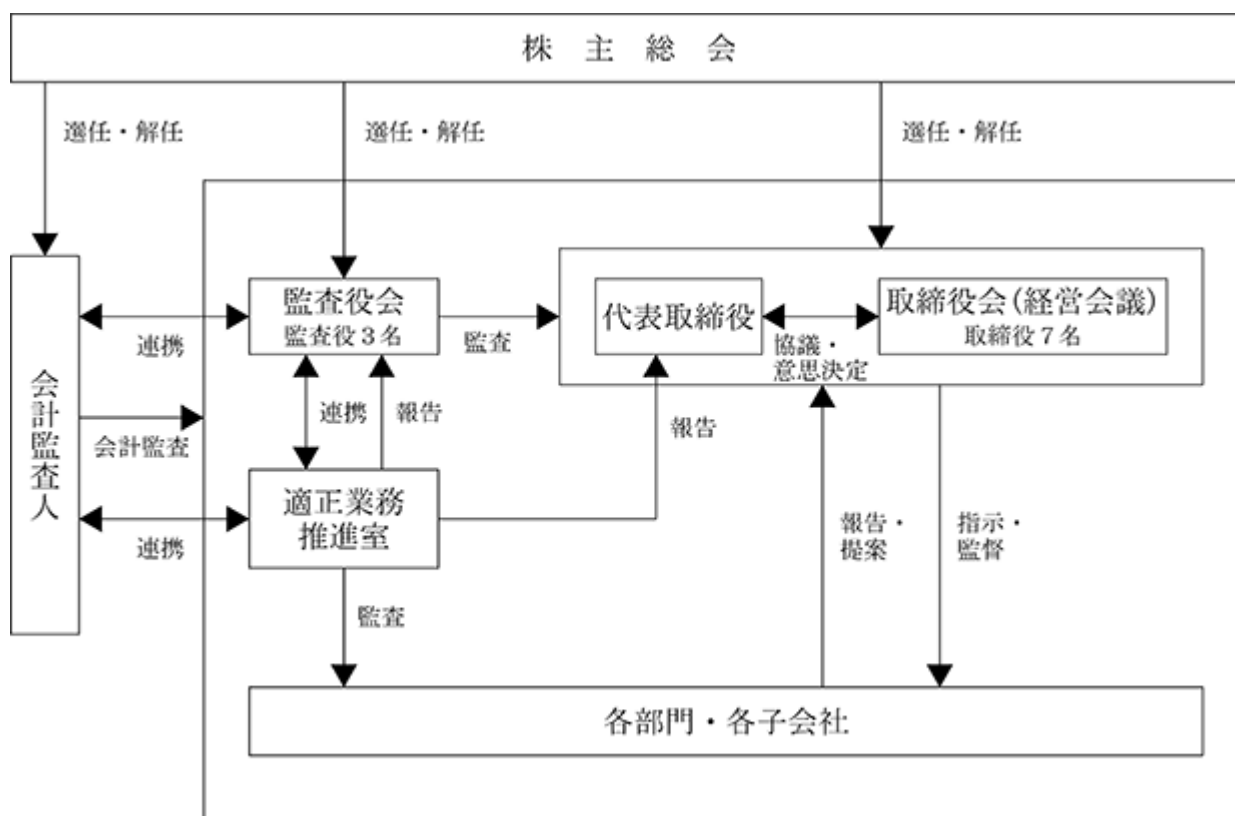 株主総会
選任・解任
選任・解任
選任・解任
監査役会
監査役3名
連携
監査
代表取締役
協議・
意思決定
取締役会(経営会議)
取締役7名
会計監査人
会計監査
連携
報告
報告
適正業務
推進室
連携
監査
報告・
提案
指示・
監督
各部門・各子会社